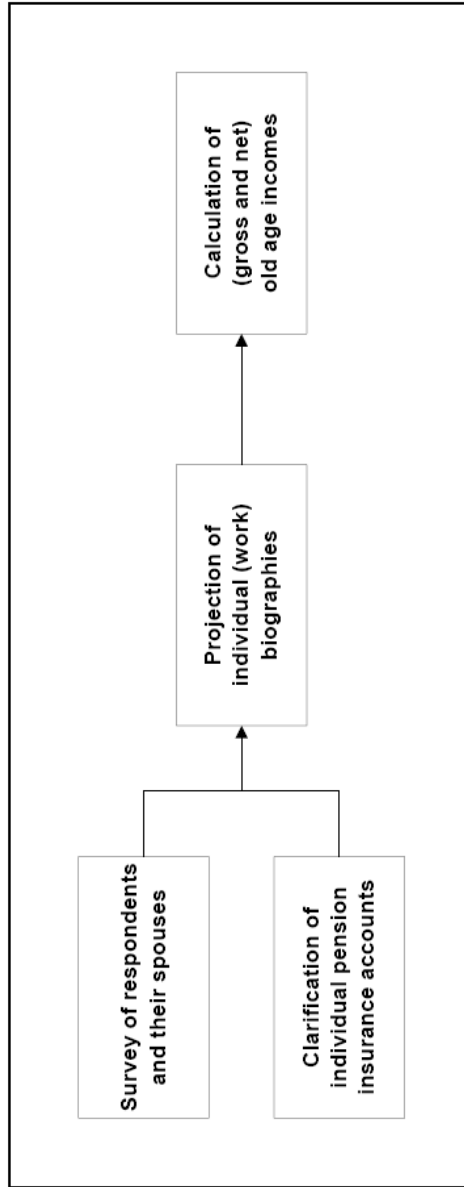 Survey of respondents
and their spouses
Clarification of
individual pension
insurance accounts
Projection of
individual (work)
biographies
Calculation of
(gross and net)
old age incomes